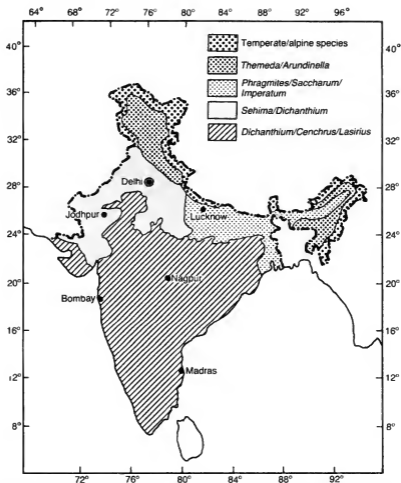 64° 68° 72° 76° 80° 84° 88° 92° 96°
40° 40°
Temperate/alpine species
Themeda/Arundinella
Phragmites/Saccharum/
Imperatum
36° 36°
Sehima/Dichanthium
Dichanthium/Cenchrus/Lasirius
32° 32°
28° Delhi 28°
Jodhpur Lucknow
24° 24°
20° Nagpur 20°
Bombay
16° 16°
12° Madras 12°
8° 8°
72° 76° 80° 84° 88° 92° 96°